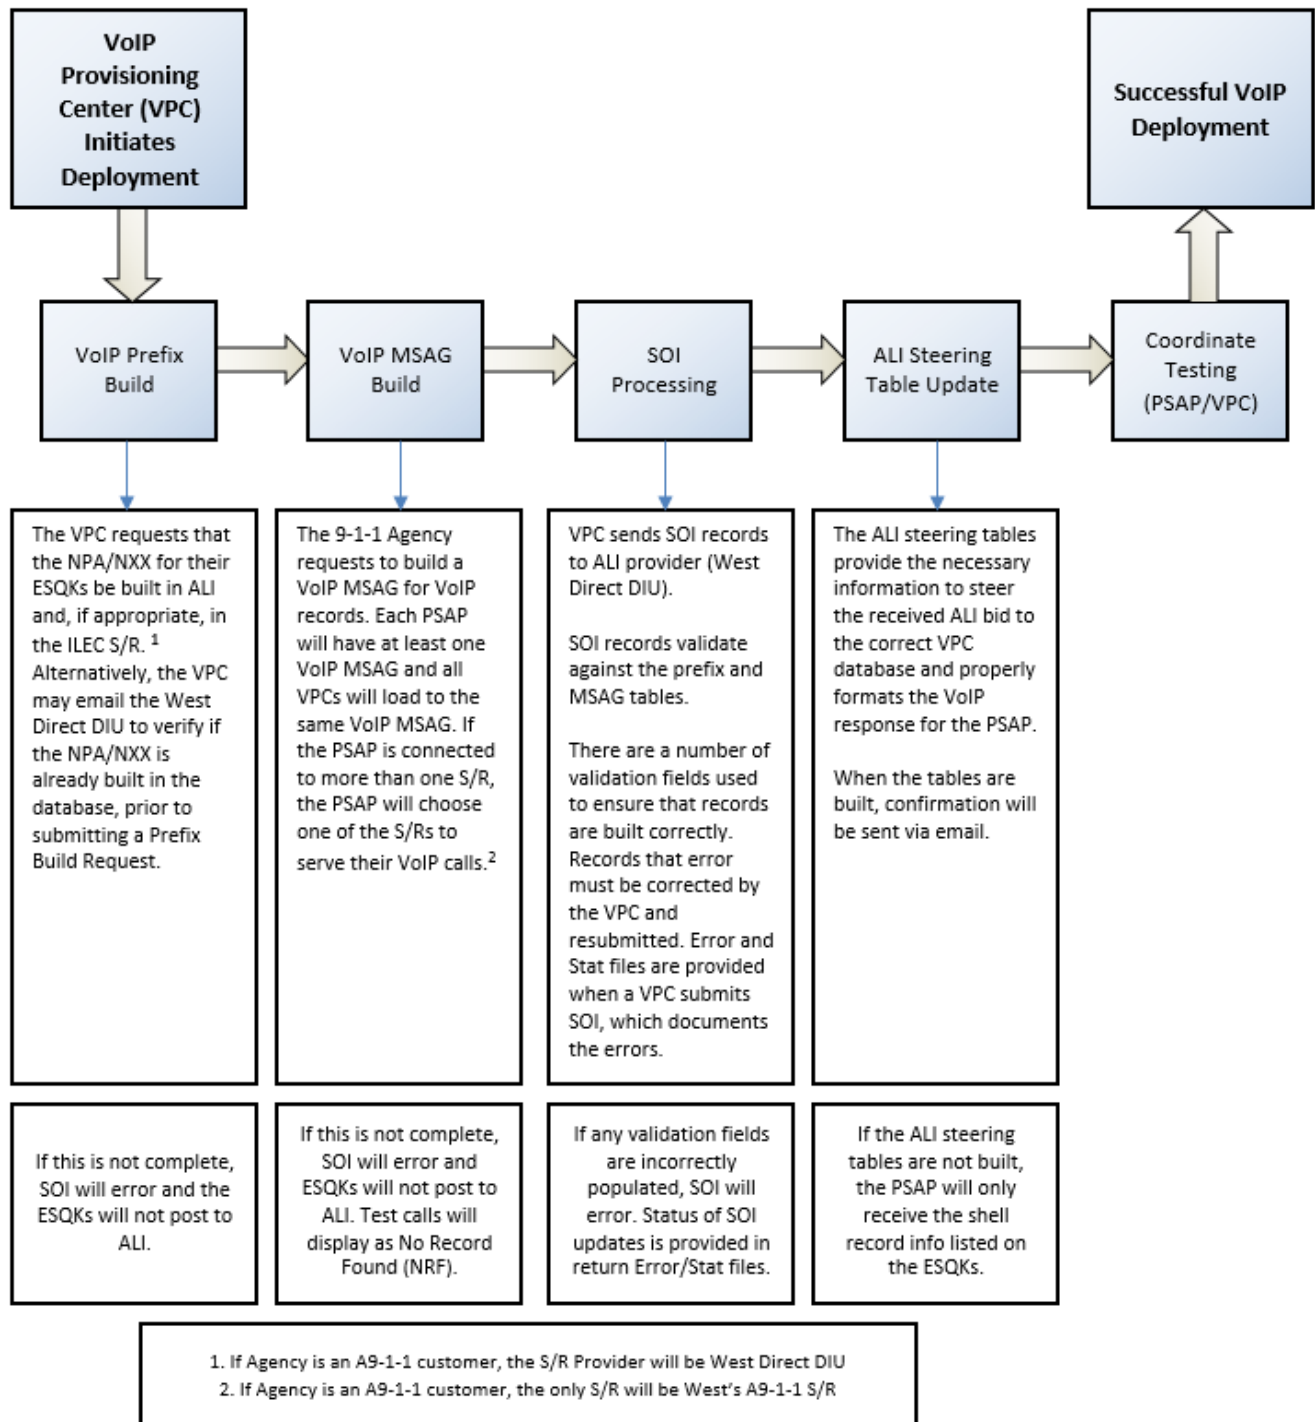 VoIP
Provisioning
Center (VPC)
Initiates
Deployment
Successful VoIP
Deployment
VoIP Prefix
Build
VoIP MSAG
Build
SOI
Processing
ALI Steering
Table Update
Coordinate
Testing
(PSAP/VPC)
The VPC requests that
the NPA/NXX for their
ESQKs be built in ALI
and, if appropriate, in
the ILEC S/R. 1
Alternatively, the VPC
may email the West
Direct DIU to verify if
the NPA/NXX is
already built in the
database, prior to
submitting a Prefix
Build Request.
The 9-1-1 Agency
requests to build a
VoIP MSAG for VoIP
records. Each PSAP
will have at least one
VoIP MSAG and all
VPCs will load to the
same VoIP MSAG. If
the PSAP is connected
to more than one S/R,
the PSAP will choose
one of the S/Rs to
serve their VoIP calls.2
VPC sends SOI records
to ALI provider (West
Direct DIU).
SOI records validate
against the prefix and
MSAG tables.
There are a number of
validation fields used
to ensure that records
are built correctly.
Records that error
must be corrected by
the VPC and
resubmitted. Error and
Stat files are provided
when a VPC submits
SOI, which documents
the errors.
The ALI steering tables
provide the necessary
information to steer
the received ALI bid to
the correct VPC
database and properly
formats the VoIP
response for the PSAP.
When the tables are
built, confirmation will
be sent via email.
If this is not complete,
SOI will error and the
ESQKs will not post to
ALI.
If this is not complete,
SOI will error and
ESQKs will not post to
ALI. Test calls will
display as No Record
Found (NRF).
If any validation fields
are incorrectly
populated, SOI will
error. Status of SOI
updates is provided in
return Error/Stat files.
If the ALI steering
tables are not built,
the PSAP will only
receive the shell
record info listed on
the ESQKs.
1. If Agency is an A9-1-1 customer, the S/R Provider will be West Direct DIU
2. If Agency is an A9-1-1 customer, the only S/R will be West's A9-1-1 S/R